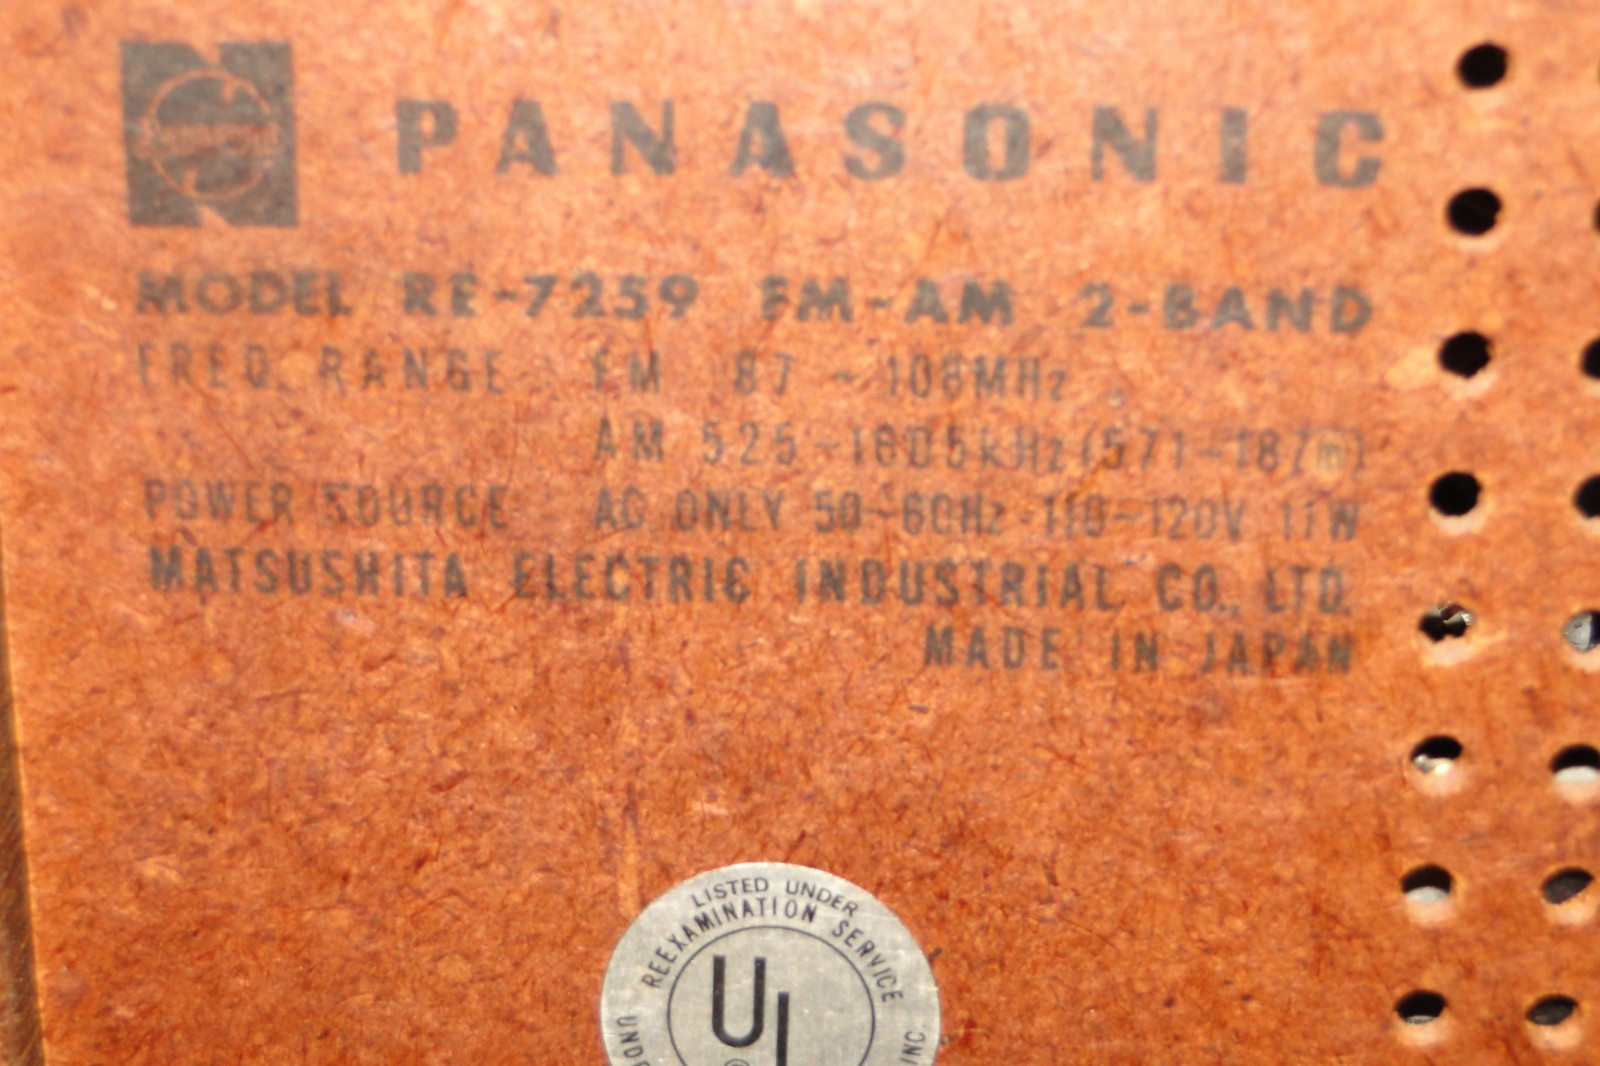 PANASONIC
MODEL RE-7259 FM-AM 2-BAND
FREQ. RANGE : FM 87 ~ 108MHz
AM 525~1605kHz(571~187m)
POWER SOURCE : AC ONLY 50~60Hz 110~120V 11W
MATSUSHITA ELECTRIC INDUSTRIAL CO., LTD.
MADE IN JAPAN
LISTED UNDER
REEXAMINATION SERVICE
UL
INC